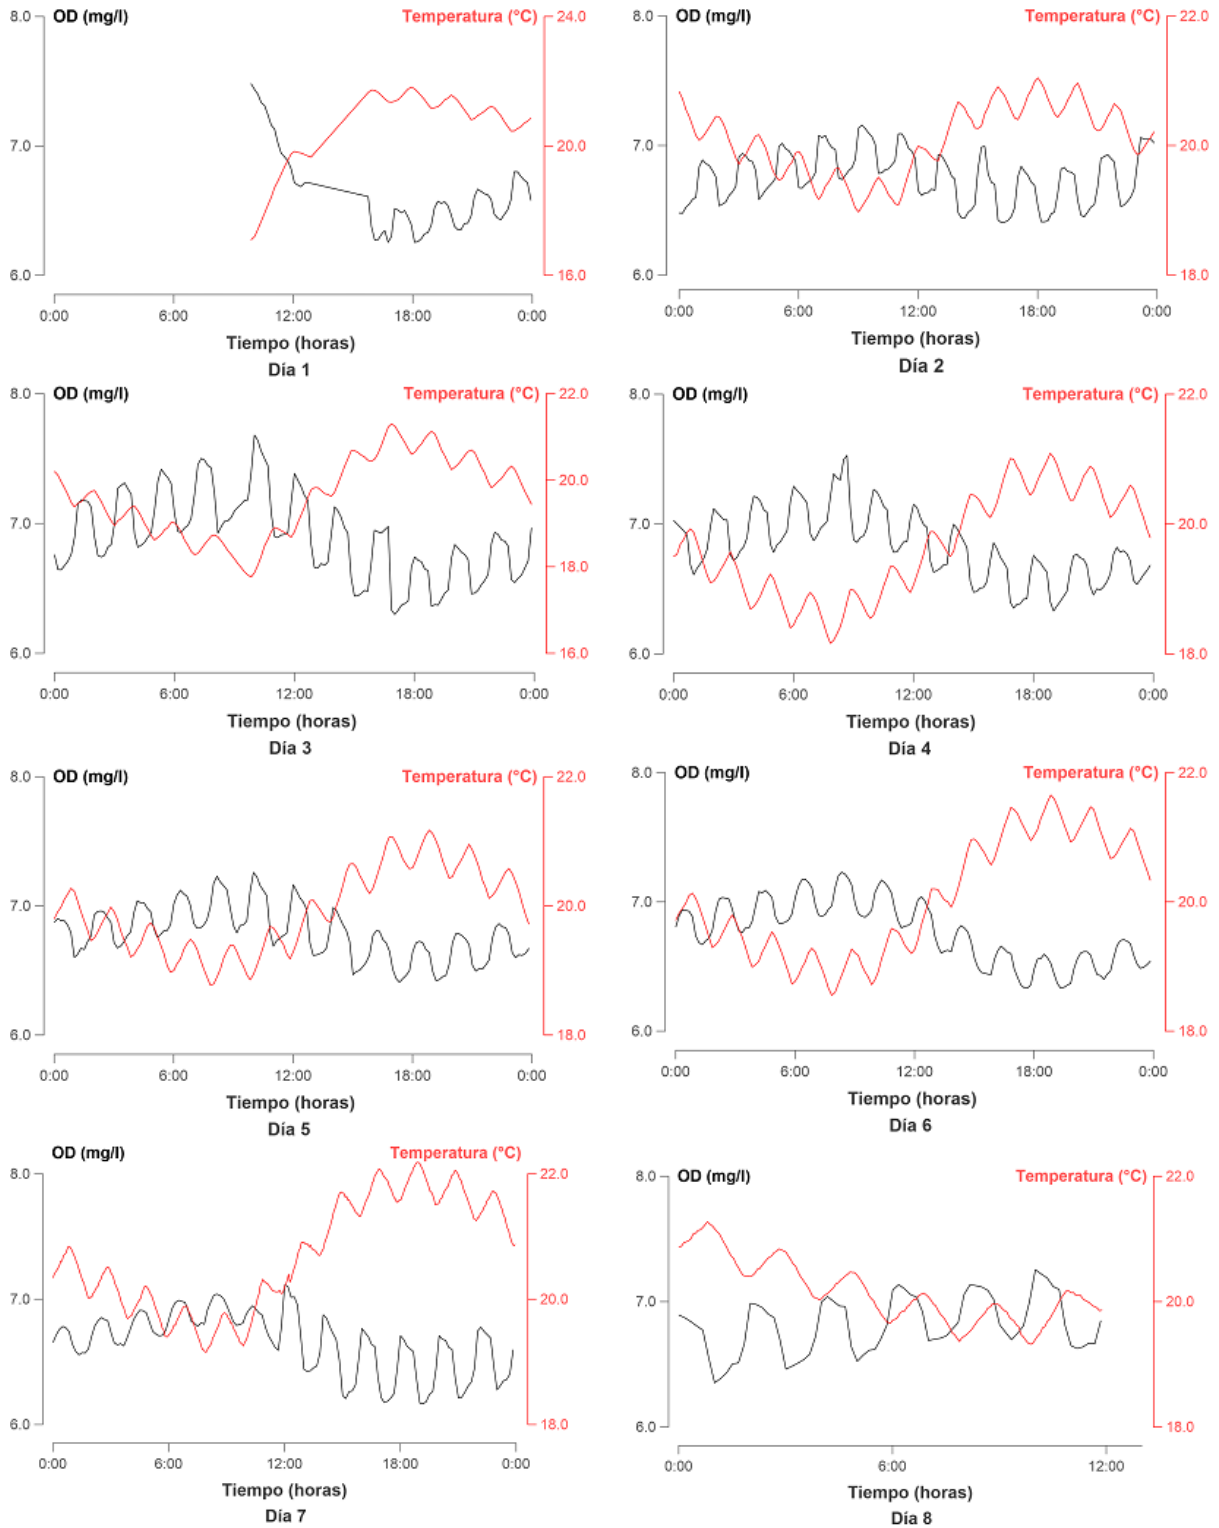 OD (mg/l) Temperatura (°C)
8.0 24.0
7.0 20.0
6.0 16.0
0:00 6:00 12:00 18:00 0:00
Tiempo (horas)
Día 1
OD (mg/l) Temperatura (°C)
8.0 22.0
7.0 20.0
6.0 18.0
0:00 6:00 12:00 18:00 0:00
Tiempo (horas)
Día 2
OD (mg/l) Temperatura (°C)
8.0 22.0
20.0
7.0
18.0
6.0 16.0
0:00 6:00 12:00 18:00 0:00
Tiempo (horas)
Día 3
OD (mg/l) Temperatura (°C)
8.0 22.0
7.0 20.0
6.0 18.0
0:00 6:00 12:00 18:00 0:00
Tiempo (horas)
Día 4
OD (mg/l) Temperatura (°C)
8.0 22.0
7.0 20.0
6.0 18.0
0:00 6:00 12:00 18:00 0:00
Tiempo (horas)
Día 5
OD (mg/l) Temperatura (°C)
8.0 22.0
7.0 20.0
6.0 18.0
0:00 6:00 12:00 18:00 0:00
Tiempo (horas)
Día 6
OD (mg/l) Temperatura (°C)
8.0 22.0
7.0 20.0
6.0 18.0
0:00 6:00 12:00 18:00 0:00
Tiempo (horas)
Día 7
OD (mg/l) Temperatura (°C)
8.0 22.0
7.0 20.0
6.0 18.0
0:00 6:00 12:00
Tiempo (horas)
Día 8